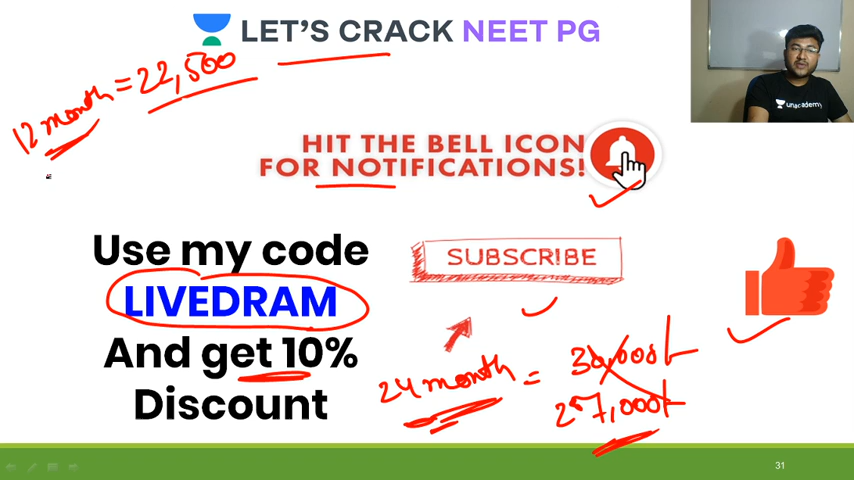 LET'S CRACK NEET PG
12 month = 22,500
unacademy
HIT THE BELL ICON
FOR NOTIFICATIONS!
Use my code
LIVEDRAM
And get 10%
Discount
SUBSCRIBE
24 month = 30,000/-
27,000/-
31